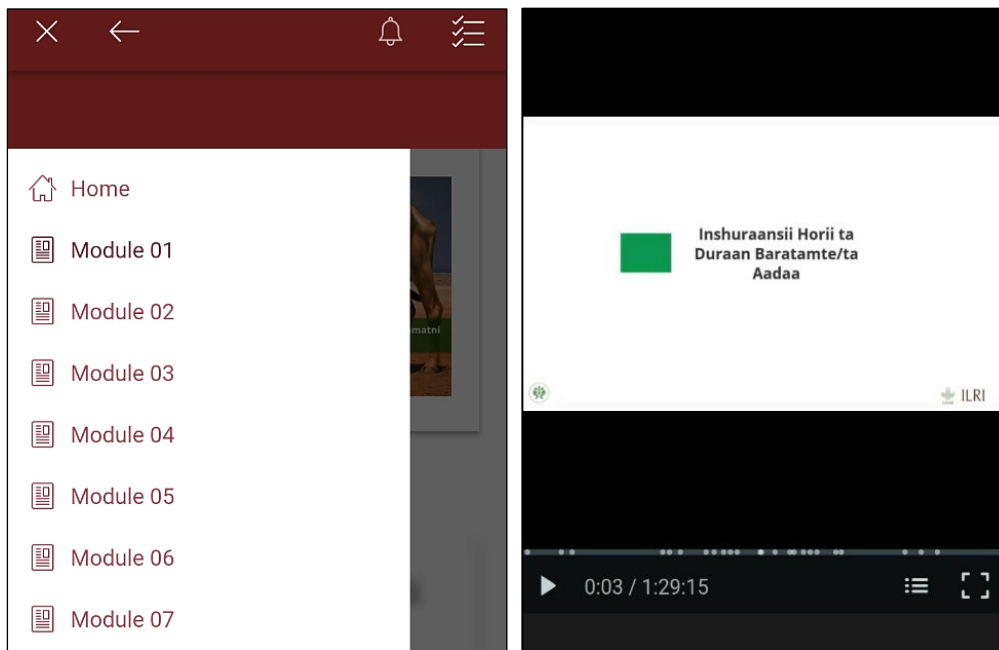 Home
Module 01
Module 02
Module 03
Module 04
Module 05
Module 06
Module 07
matni
Inshuraansii Horii ta
Duraan Baratamte/ta
Aadaa
ILRI
0:03 / 1:29:15